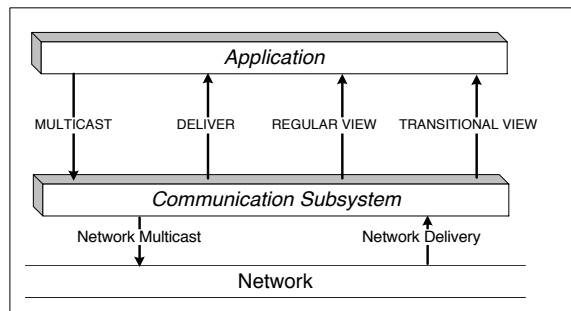 Application
MULTICAST DELIVER REGULAR VIEW TRANSITIONAL VIEW
Communication Subsystem
Network Multicast Network Delivery
Network